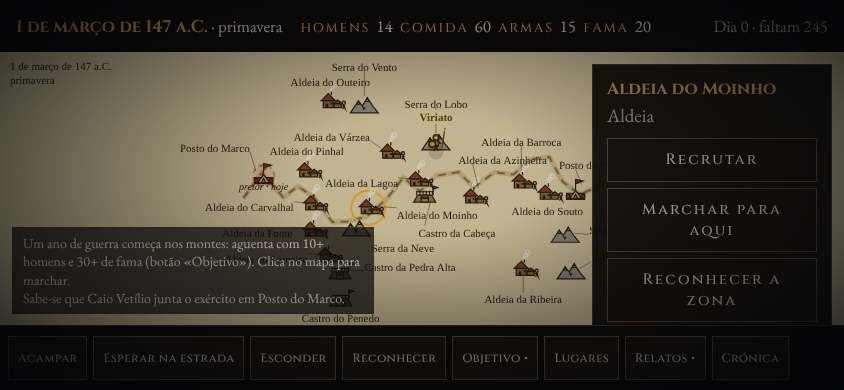 1 DE MARÇO DE 147 A.C. · primavera HOMENS 14 COMIDA 60 ARMAS 15 FAMA 20 Dia 0 · faltam 245
1 de março de 147 a.C.
primavera
Serra do Vento
Aldeia do Outeiro
Serra do Lobo
Viriato
Aldeia da Várzea
Aldeia da Barroca
Posto do Marco
Aldeia do Pinhal
Aldeia da Azinheira
Posto d
pretor · hoje
Aldeia da Lagoa
Aldeia do Carvalhal
Aldeia do Moinho
Aldeia do Souto
Aldeia da Fonte
Castro da Cabeça
Serra da Neve
Castro da Pedra Alta
Aldeia da Ribeira
Castro do Penedo
Um ano de guerra começa nos montes: aguenta com 10+
homens e 30+ de fama (botão «Objetivo»). Clica no mapa para
marchar.
Sabe-se que Caio Vetílio junta o exército em Posto do Marco.
ALDEIA DO MOINHO
Aldeia
RECRUTAR
MARCHAR PARA
AQUI
RECONHECER A
ZONA
ACAMPAR
ESPERAR NA ESTRADA
ESCONDER
RECONHECER
OBJETIVO •
LUGARES
RELATOS •
CRÓNICA